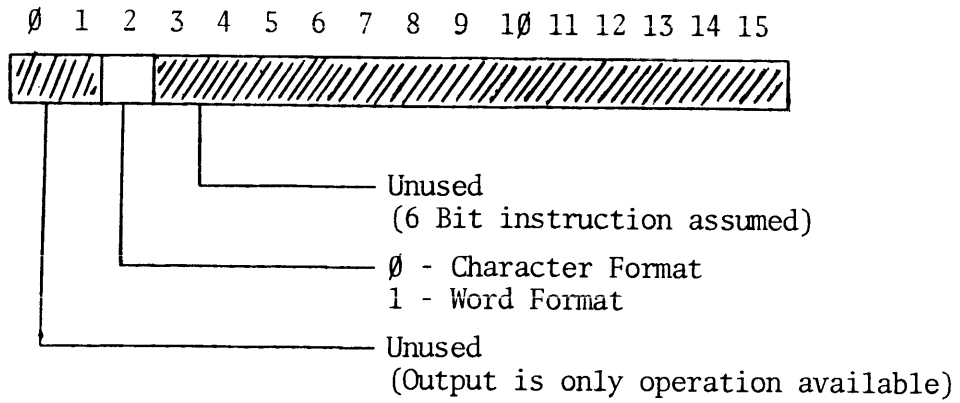 Ø 1 2 3 4 5 6 7 8 9 1Ø 11 12 13 14 15
Unused
(6 Bit instruction assumed)
Ø - Character Format
1 - Word Format
Unused
(Output is only operation available)